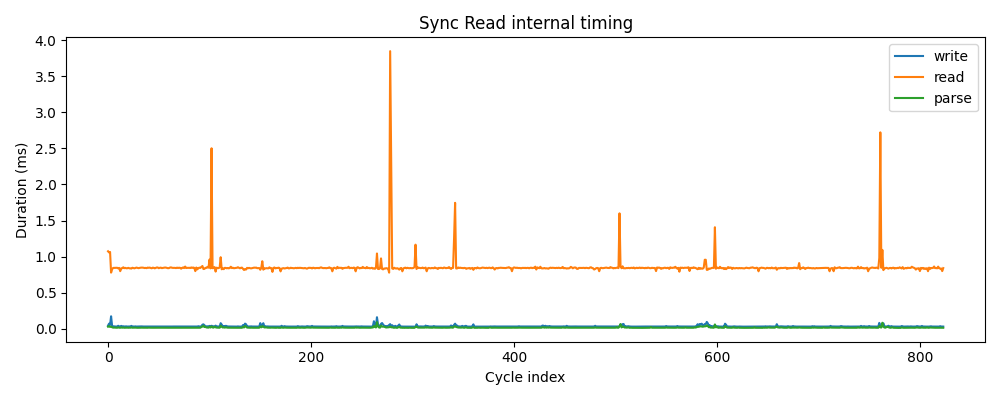 Sync Read internal timing
4.0
3.5
3.0
2.5
2.0
1.5
1.0
0.5
0.0
Duration (ms)
write
read
parse
0 200 400 600 800
Cycle index